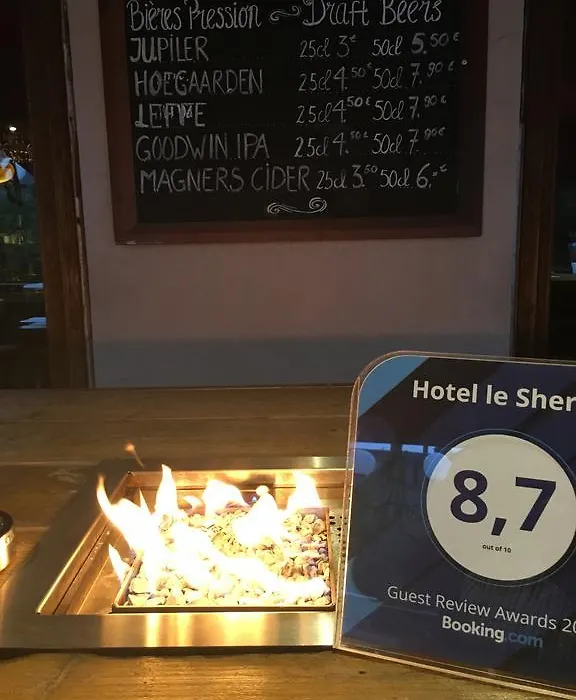 Bières Pression Draft Beers
JUPILER 25cl 3€ 50cl 5.50€
HOEGAARDEN 25cl 4.50€ 50cl 7.90€
LEFFE 25cl 4.50€ 50cl 7.90€
GOODWIN IPA 25cl 4.50€ 50cl 7.90€
MAGNERS CIDER 25cl 3.50 50cl 6.-€
Hotel le Sher
8,7
out of 10
Guest Review Awards 20
Booking.com